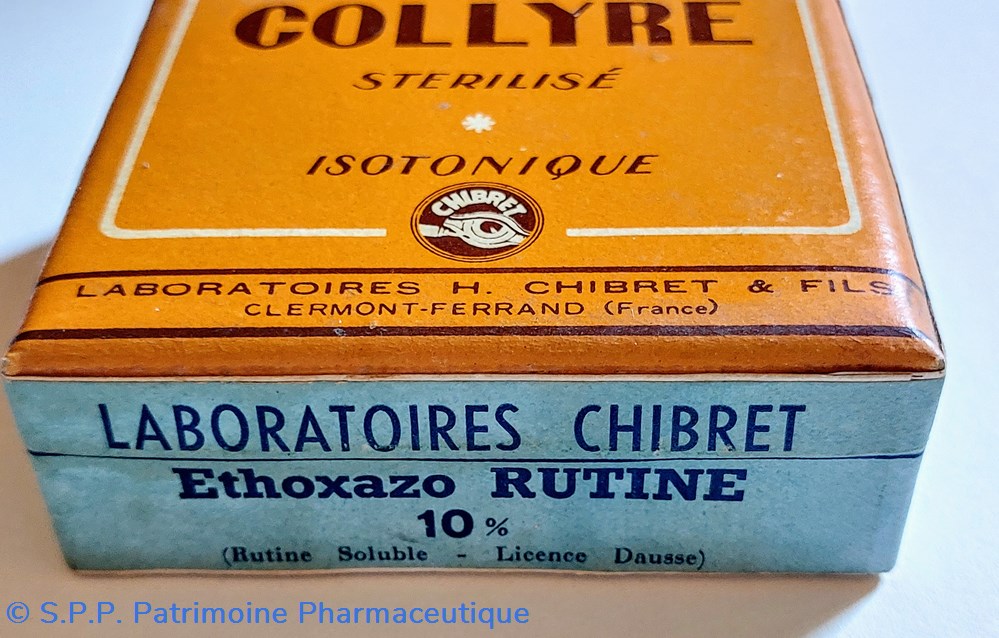 COLLYRE
STERILISÉ
*
ISOTONIQUE
CHIBRET
LABORATOIRES H. CHIBRET & FILS
CLERMONT-FERRAND (France)
LABORATOIRES CHIBRET
Ethoxazo RUTINE
10 %
(Rutine Soluble - Licence Dausse)
© S.P.P. Patrimoine Pharmaceutique